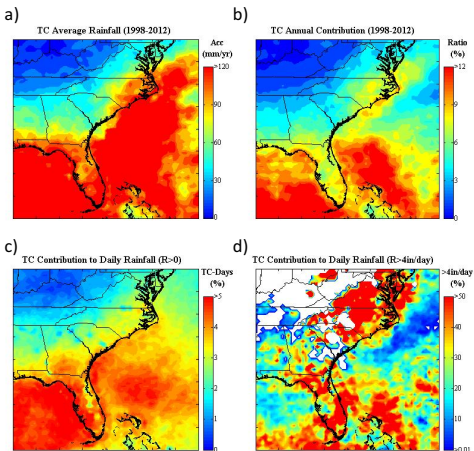 a)
TC Average Rainfall (1998-2012)
Acc
(mm/yr)
>120
90
60
30
0
b)
TC Annual Contribution (1998-2012)
Ratio
(%)
>12
9
6
3
0
c)
TC Contribution to Daily Rainfall (R>0)
TC-Days
(%)
>5
4
3
2
1
0
d)
TC Contribution to Daily Rainfall (R>4in/day)
>4in/day
(%)
>50
40
30
20
10
>0.01